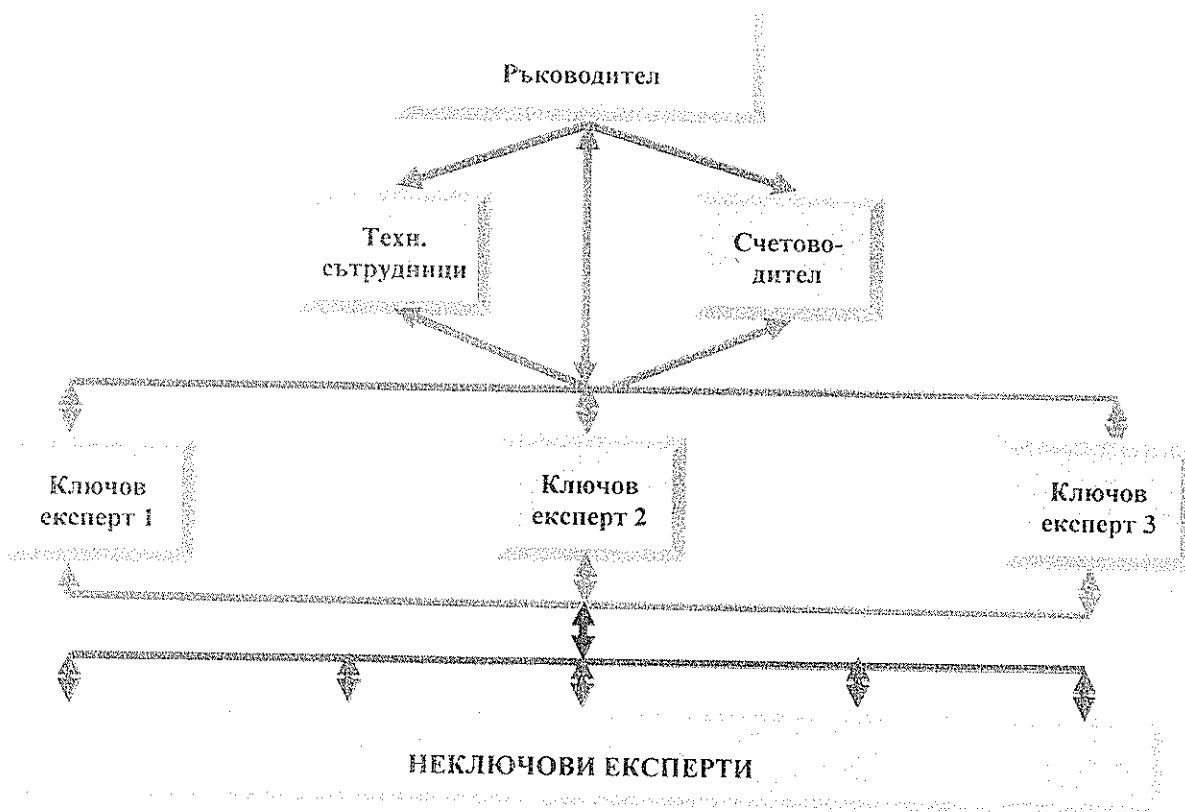 Ръководител
Техн.
сътрудници
Счетово-
дител
Ключов
експерт 1
Ключов
експерт 2
Ключов
експерт 3
НЕКЛЮЧОВИ ЕКСПЕРТИ